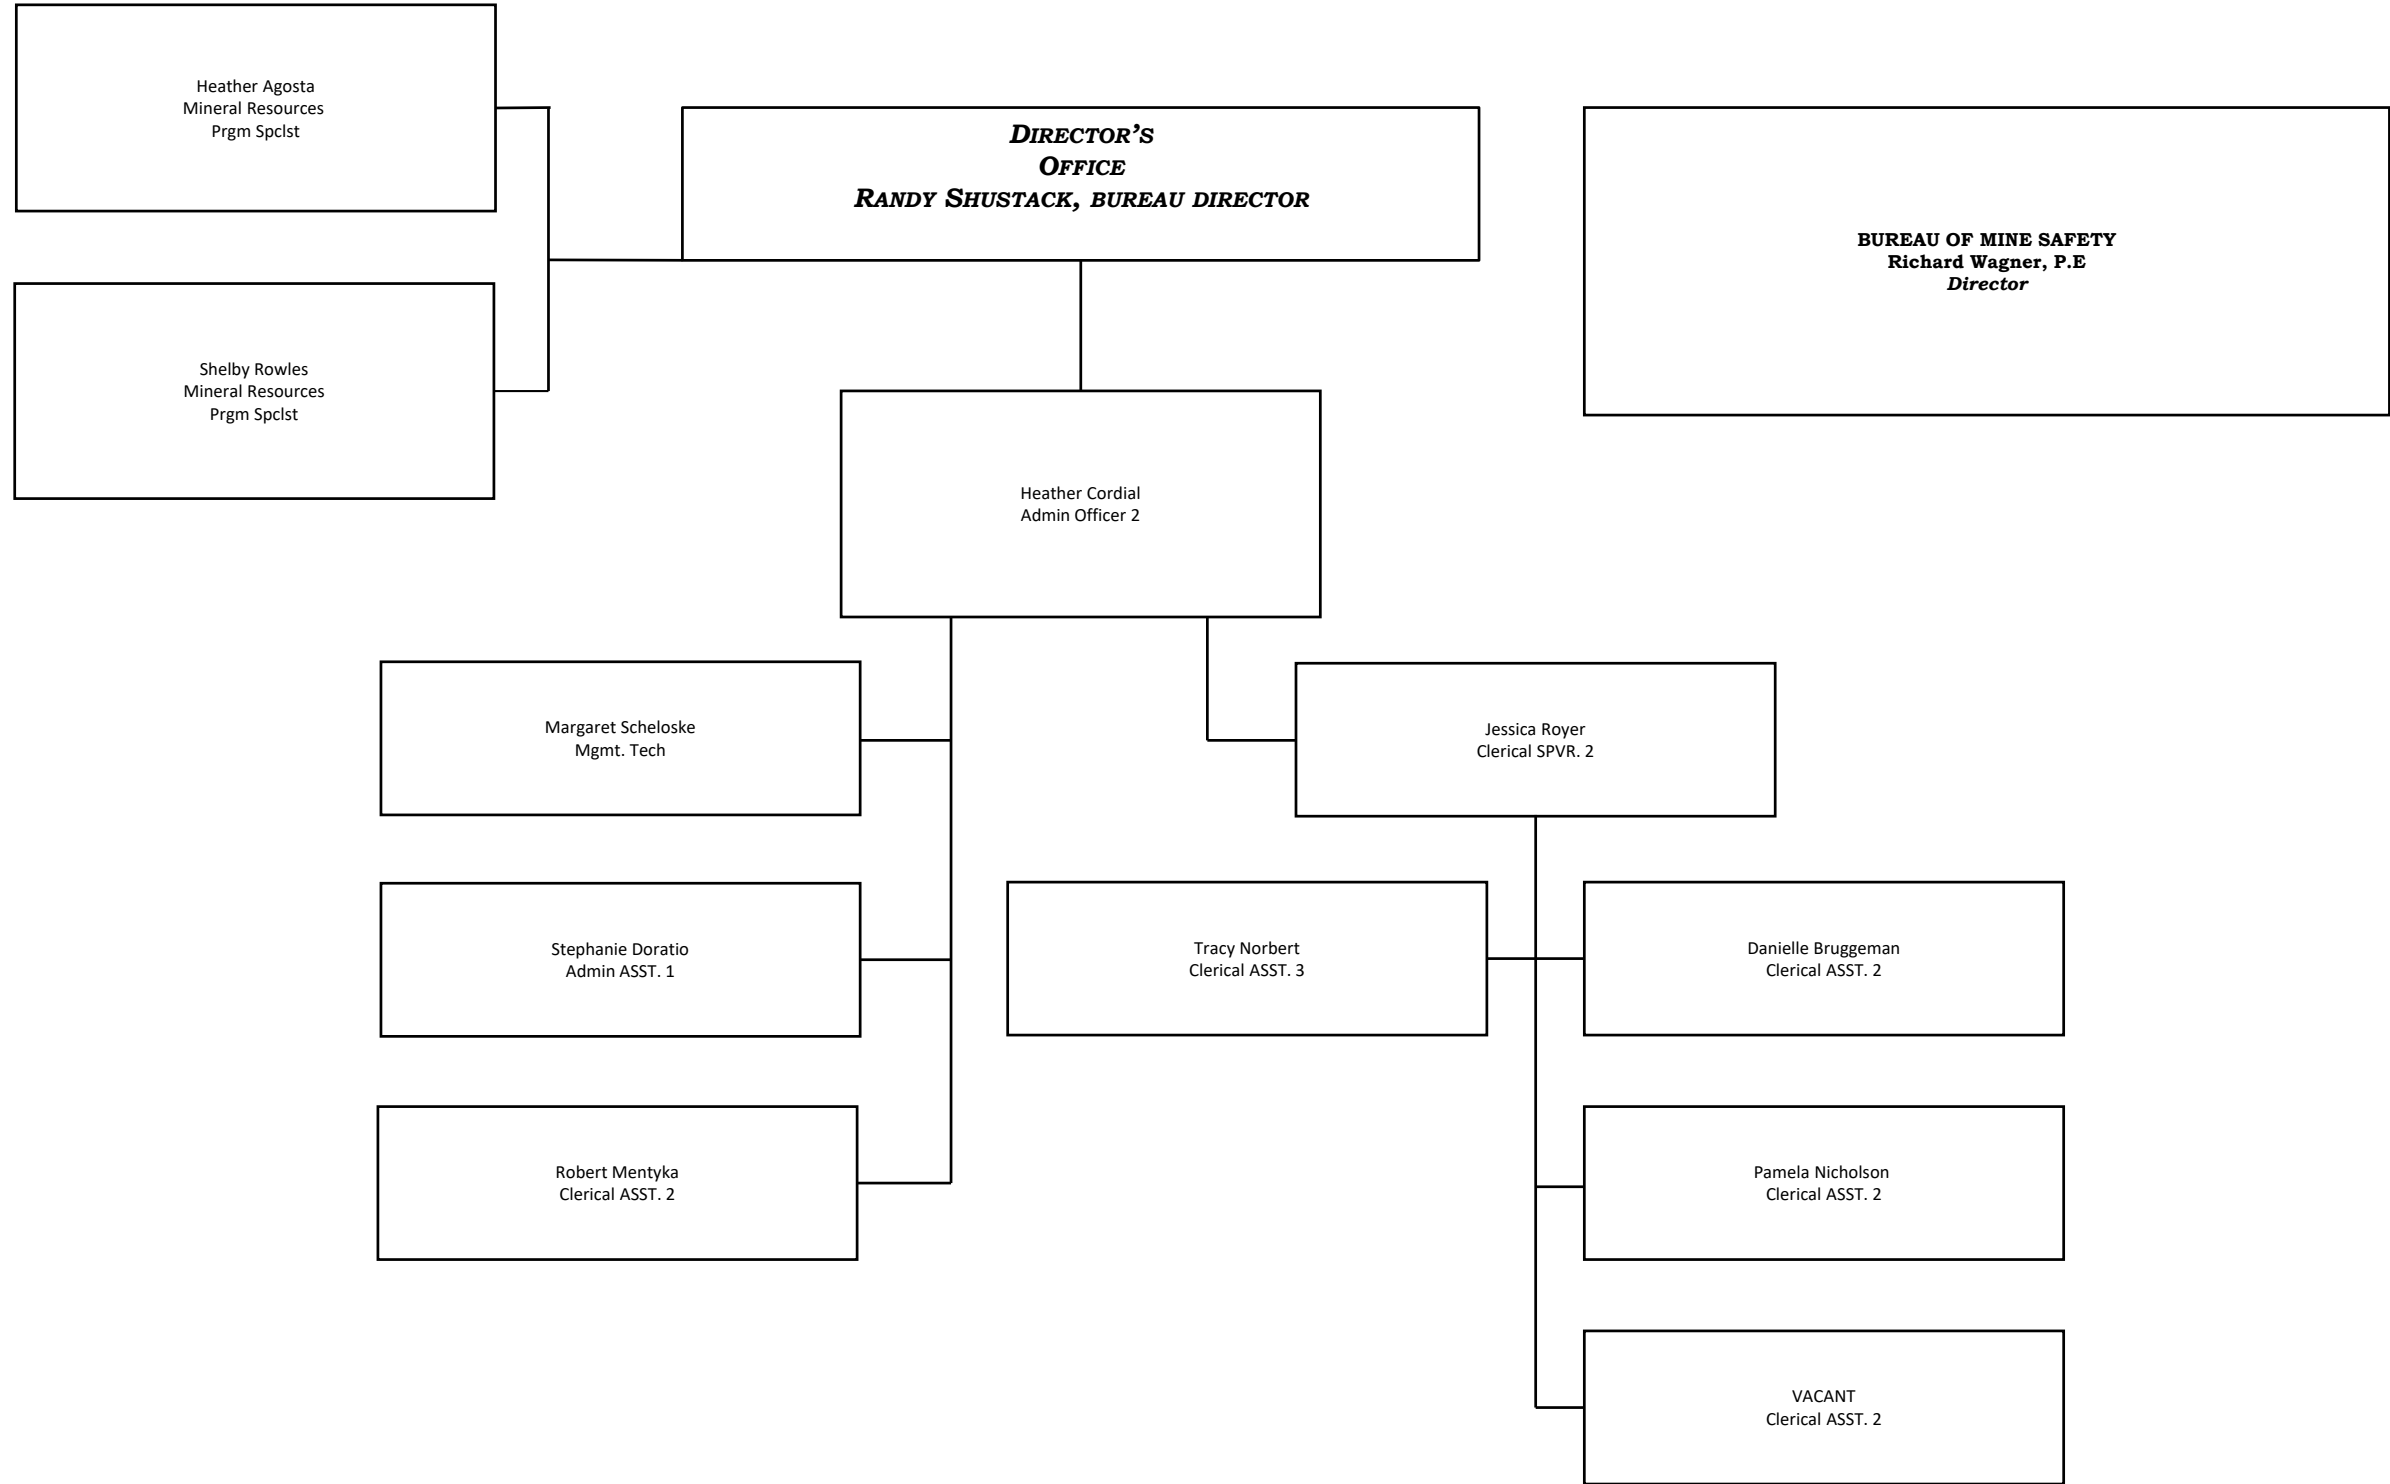 Heather Agosta
Mineral Resources
Prgm Spclst
DIRECTOR’S
OFFICE
RANDY SHUSTACK, BUREAU DIRECTOR
BUREAU OF MINE SAFETY
Richard Wagner, P.E
Director
Shelby Rowles
Mineral Resources
Prgm Spclst
Heather Cordial
Admin Officer 2
Margaret Scheloske
Mgmt. Tech
Jessica Royer
Clerical SPVR. 2
Stephanie Doratio
Admin ASST. 1
Tracy Norbert
Clerical ASST. 3
Danielle Bruggeman
Clerical ASST. 2
Robert Mentyka
Clerical ASST. 2
Pamela Nicholson
Clerical ASST. 2
VACANT
Clerical ASST. 2